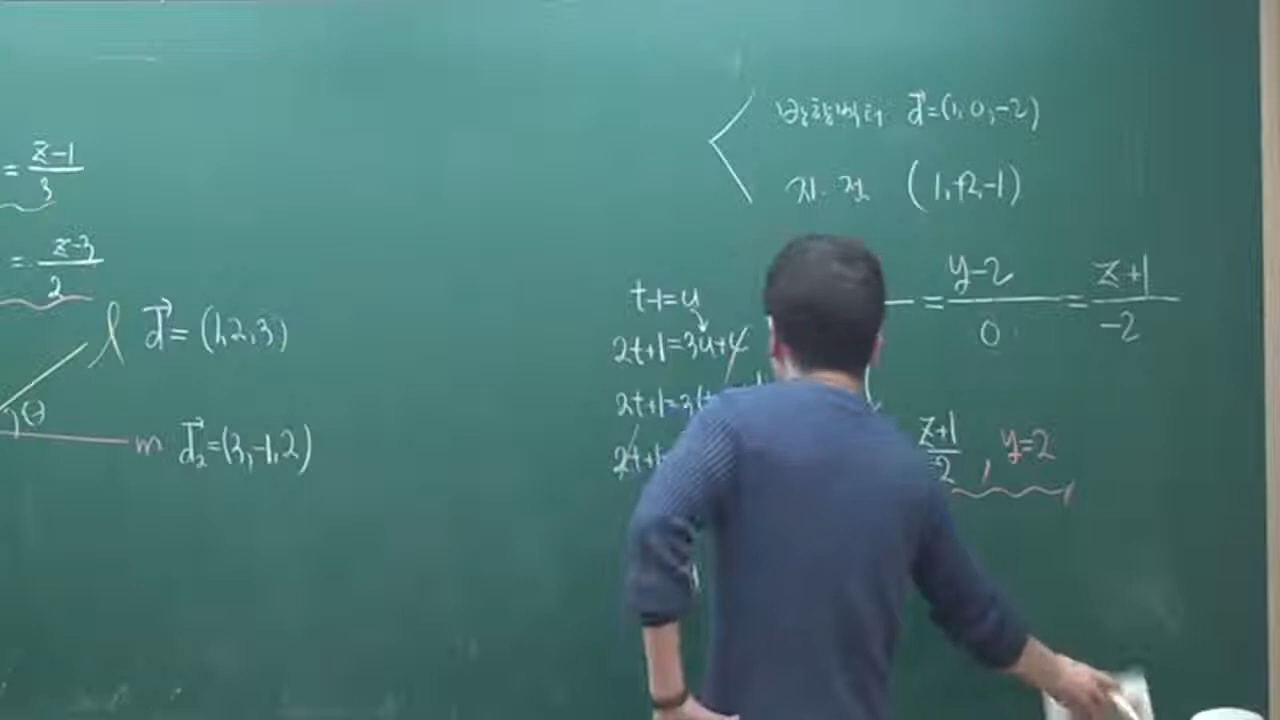 = z-1/3
= z-3/2
l d⃗ = (1,2,3)
m d⃗₂=(3,-1,2)
방향벡터 d⃗=(1,0,-2)
지. 점 (1,+2,-1)
= y-2/0 = z+1/-2
t-1=u
2t+1=3u+4
2t+1=3(t
2t+1
z+1/-2 , y=2